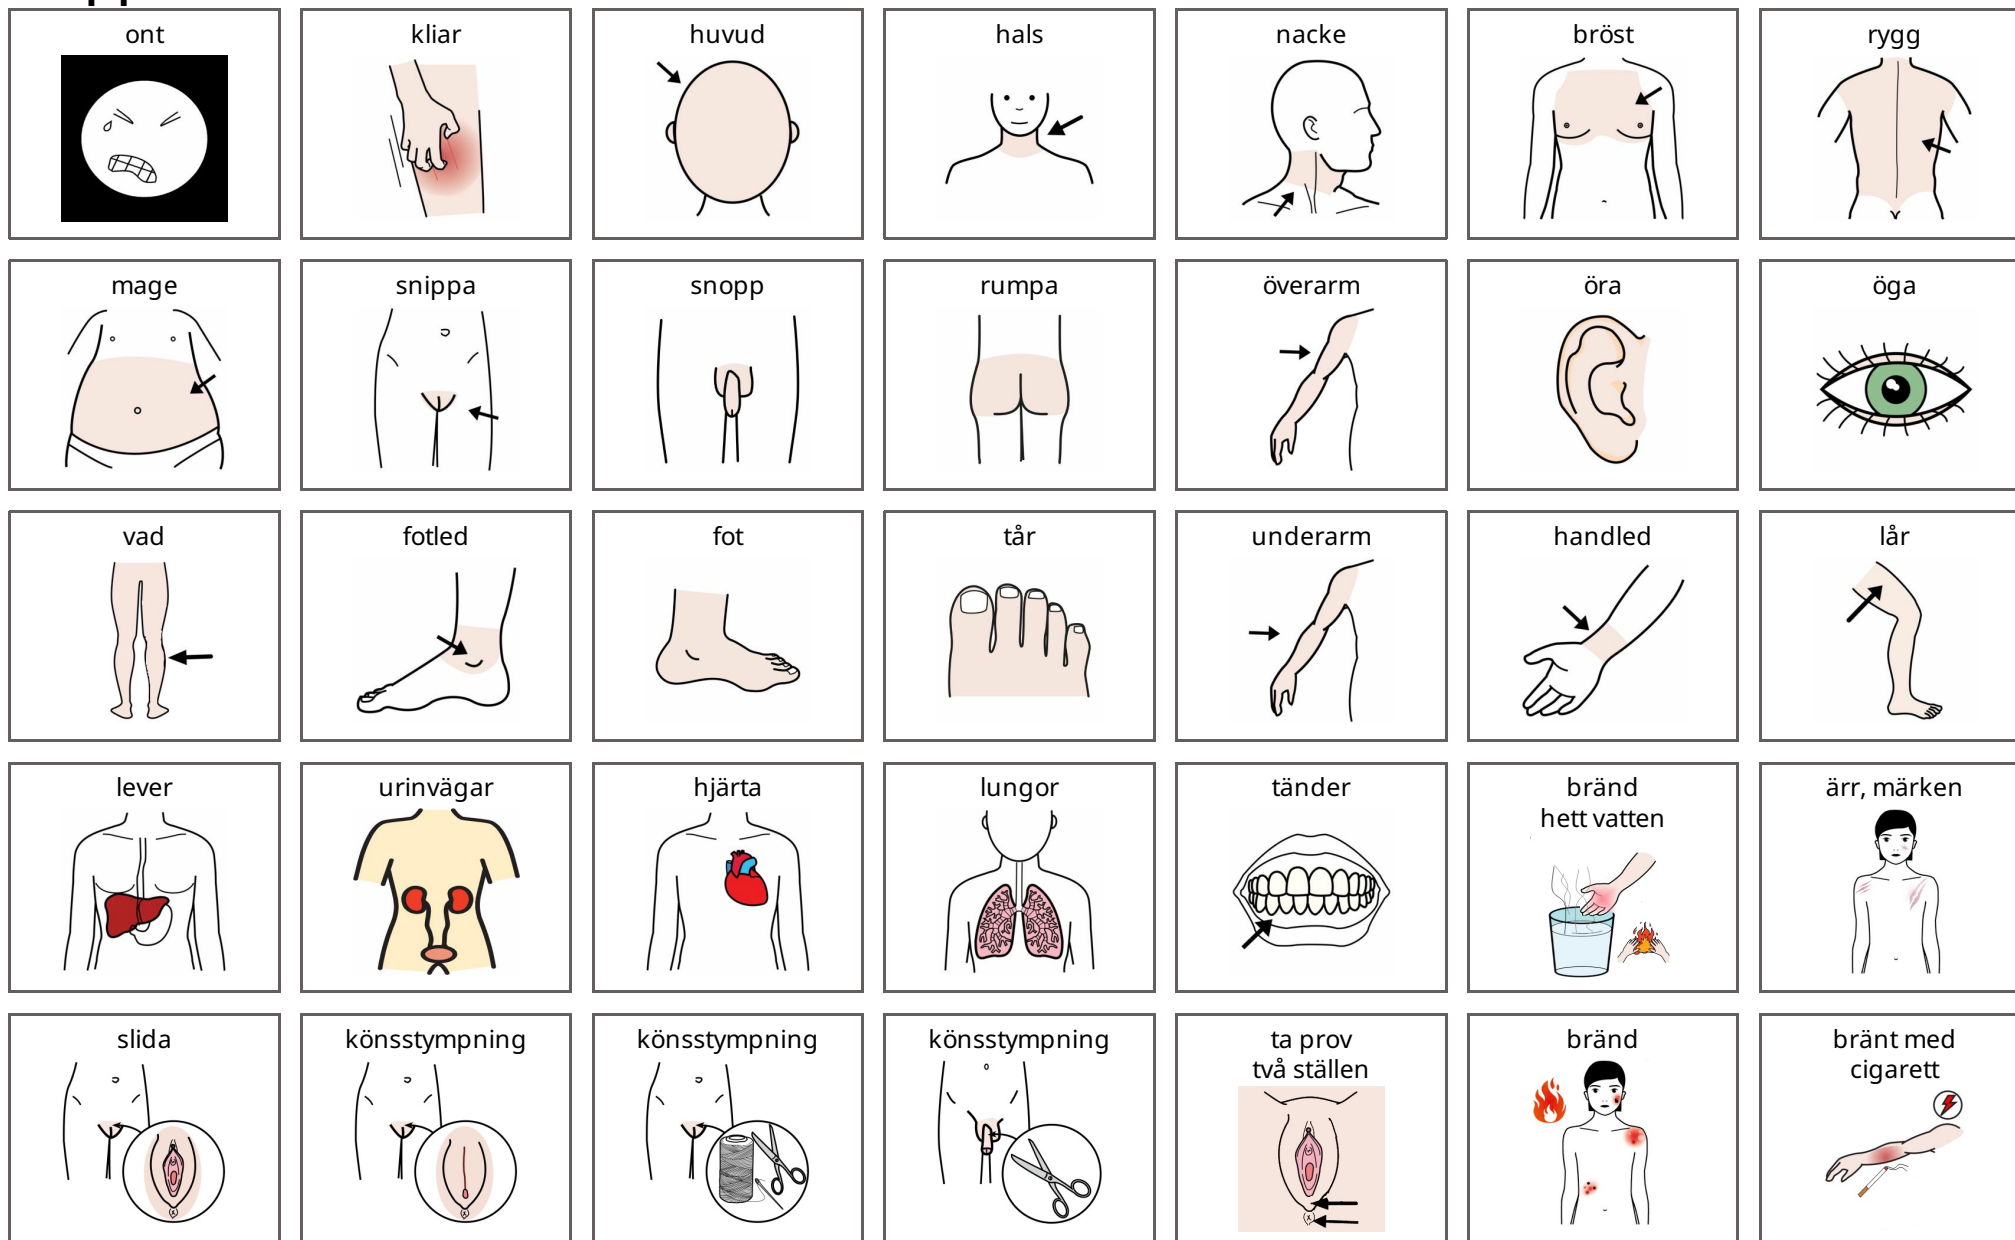 ont
kliar
huvud
hals
nacke
bröst
rygg
mage
snippa
snopp
rumpa
överarm
öra
öga
vad
fotled
fot
tår
underarm
handled
lår
lever
urinvägar
hjärta
lungor
tänder
bränd
hett vatten
ärr, märken
slida
könsstympning
könsstympning
könsstympning
ta prov
två ställen
bränd
bränt med
cigarett